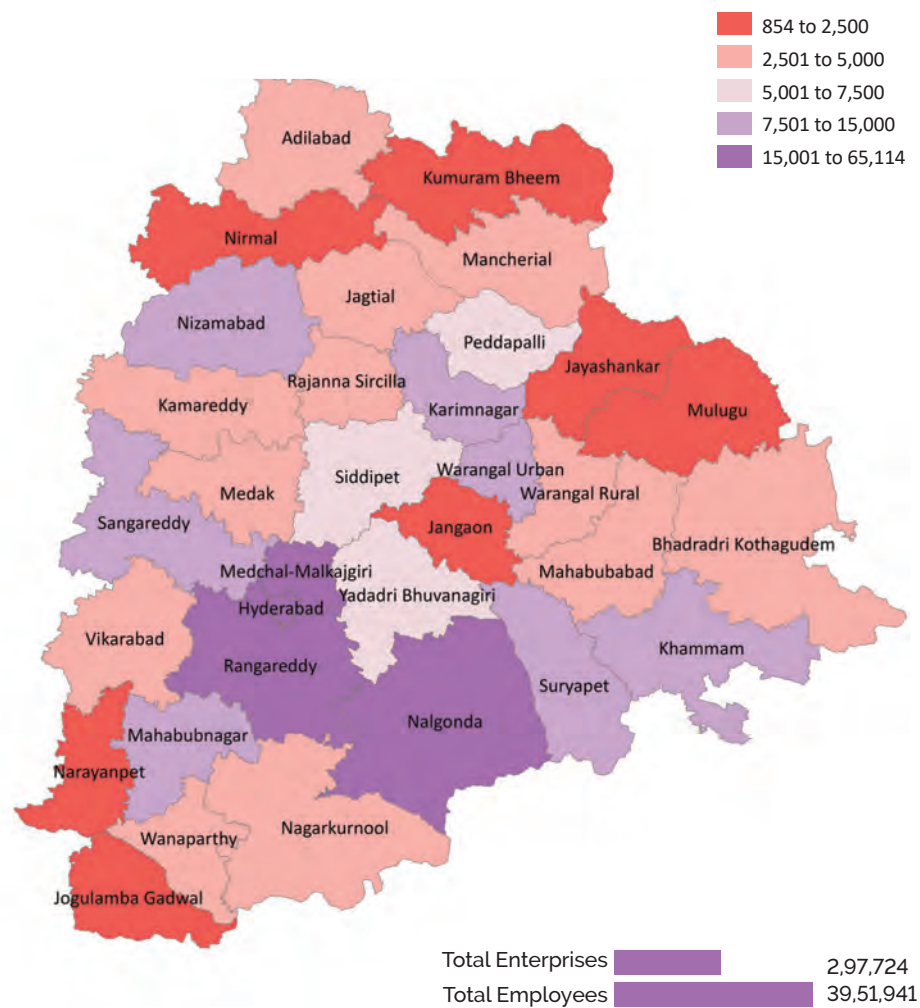 854 to 2,500
2,501 to 5,000
5,001 to 7,500
7,501 to 15,000
15,001 to 65,114
Adilabad
Kumuram Bheem
Nirmal
Mancherial
Jagtial
Nizamabad
Peddapalli
Jayashankar
Rajanna Sircilla
Kamareddy
Karimnagar
Mulugu
Warangal Urban
Siddipet
Medak
Warangal Rural
Sangareddy
Jangaon
Bhadradri Kothagudem
Medchal-Malkajgiri
Mahabubabad
Yadadri Bhuvanagiri
Hyderabad
Vikarabad
Khammam
Rangareddy
Suryapet
Nalgonda
Mahabubnagar
Narayanpet
Nagarkurnool
Wanaparthy
Jogulamba Gadwal
Total Enterprises 2,97,724
Total Employees 39,51,941